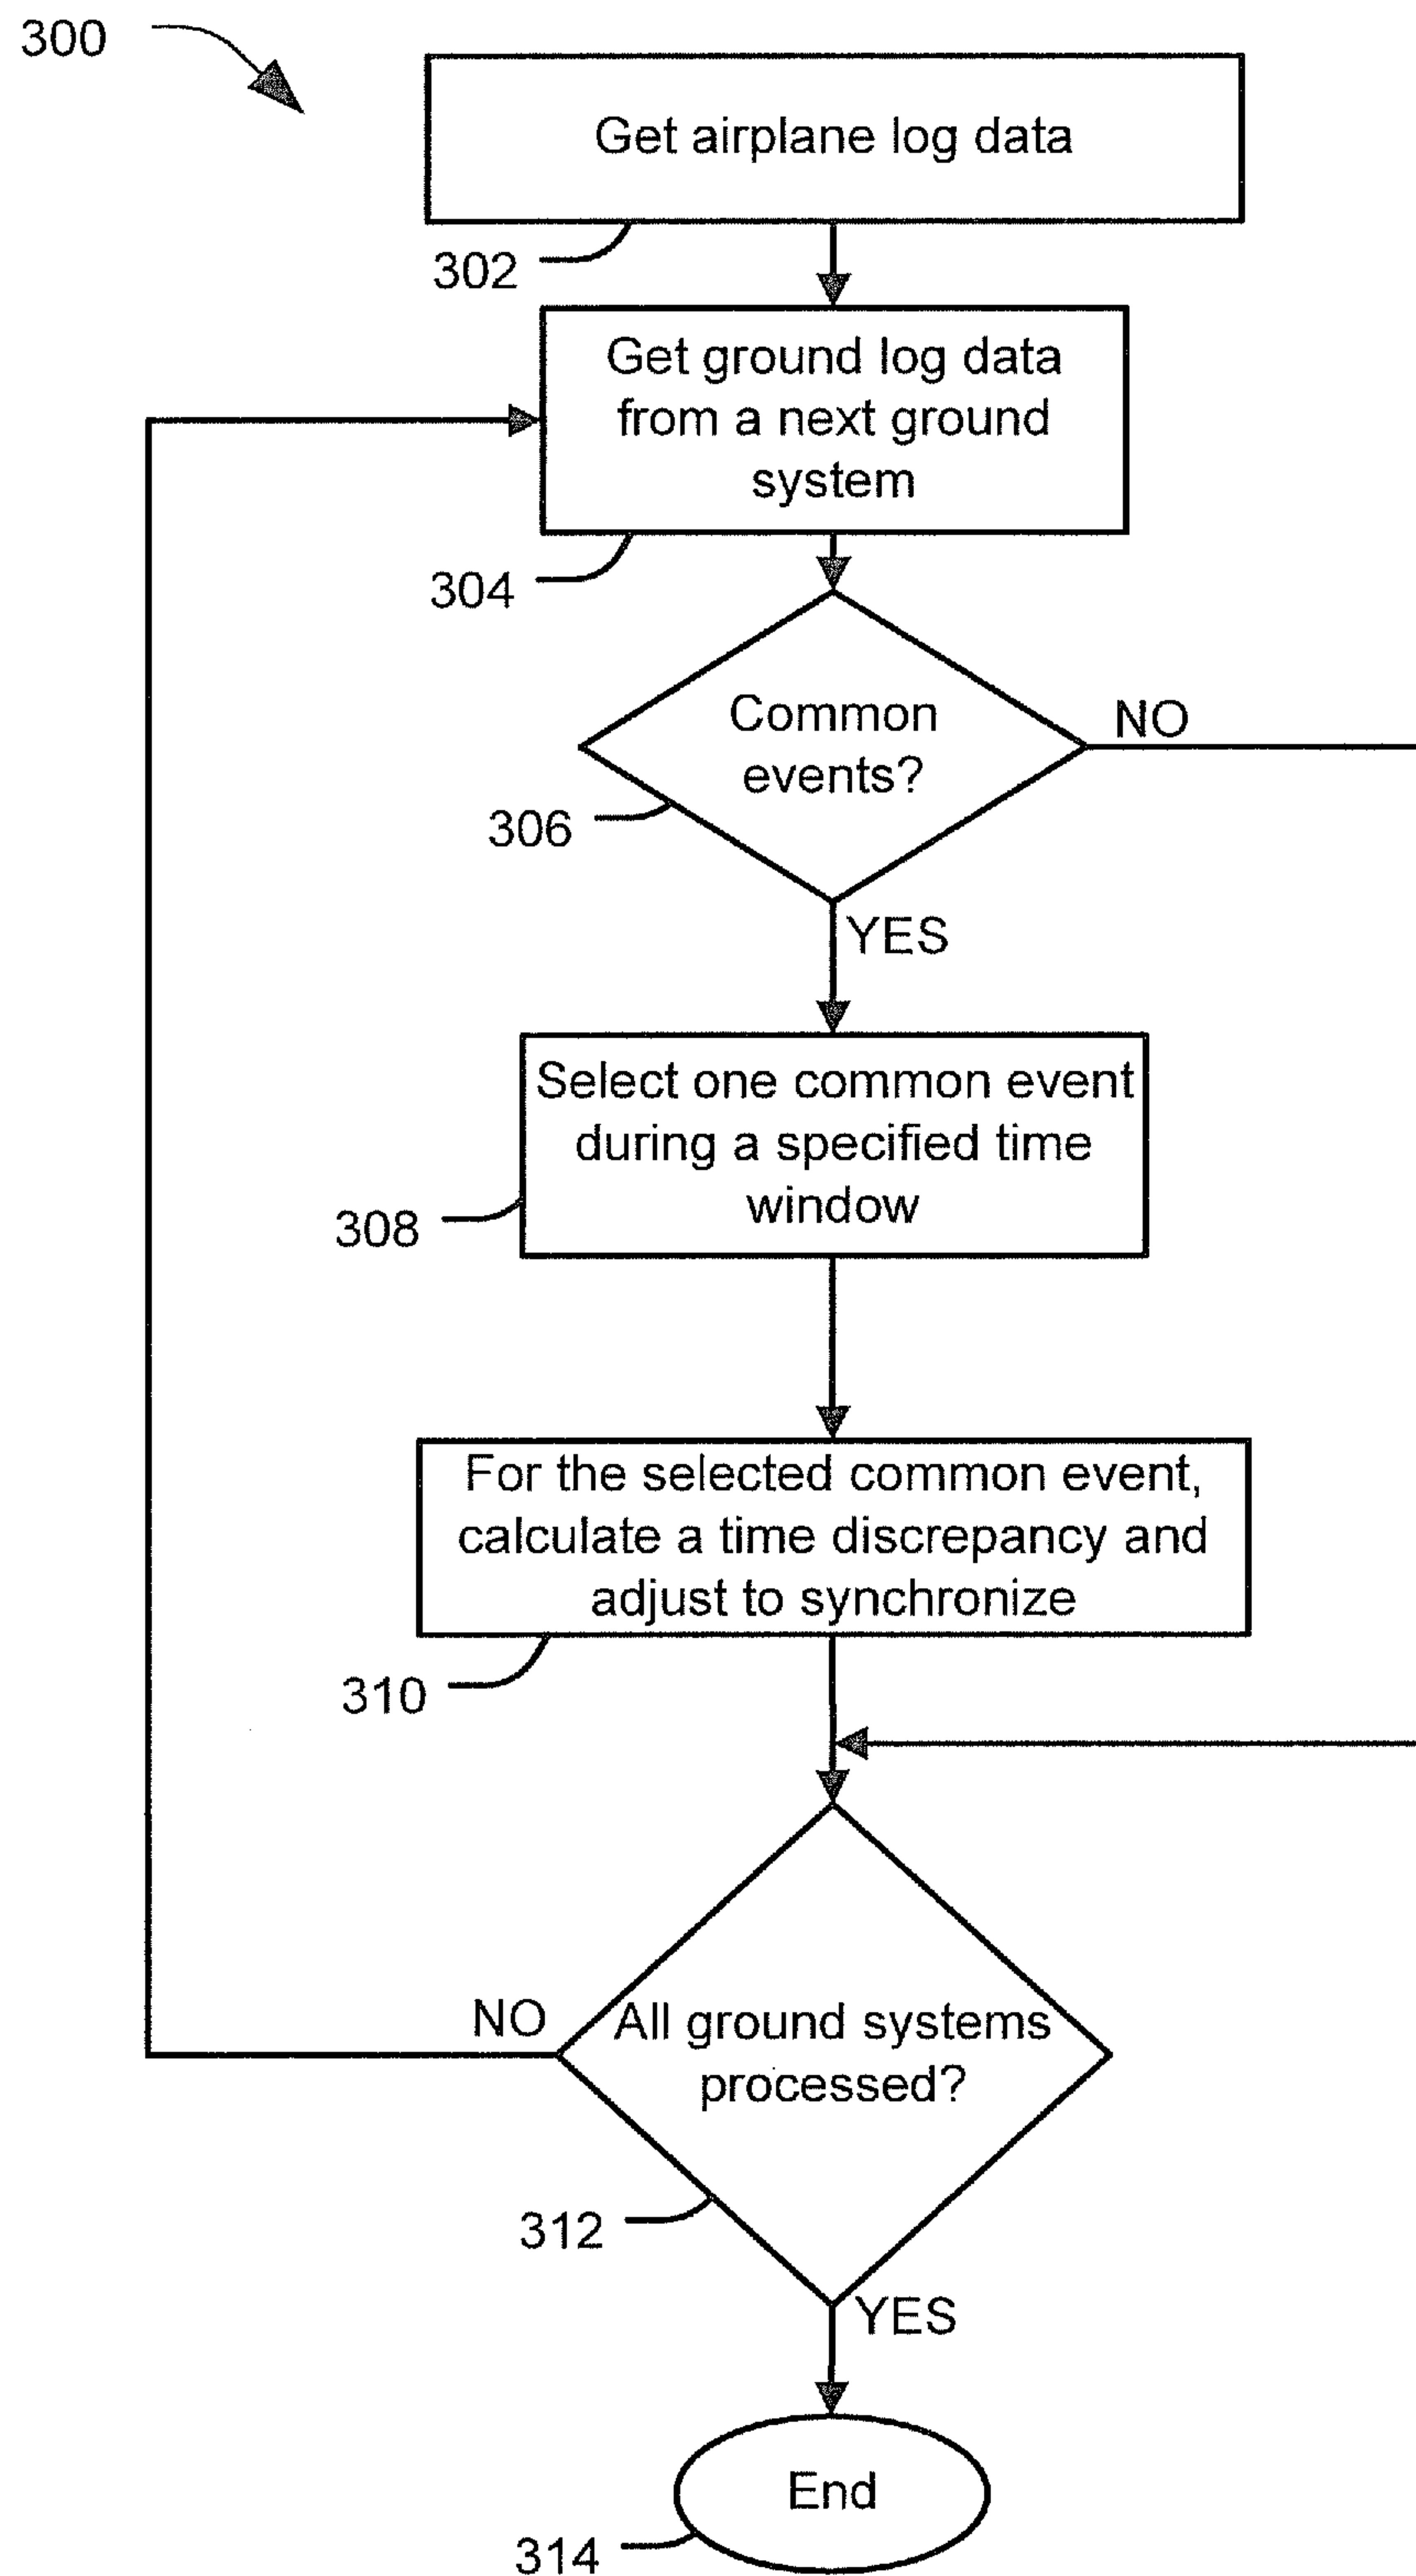 300
Get airplane log data
302
Get ground log data
from a next ground
system
304
Common
events?
NO
306
YES
Select one common event
during a specified time
window
308
For the selected common event,
calculate a time discrepancy and
adjust to synchronize
310
NO
All ground systems
processed?
312
YES
End
314